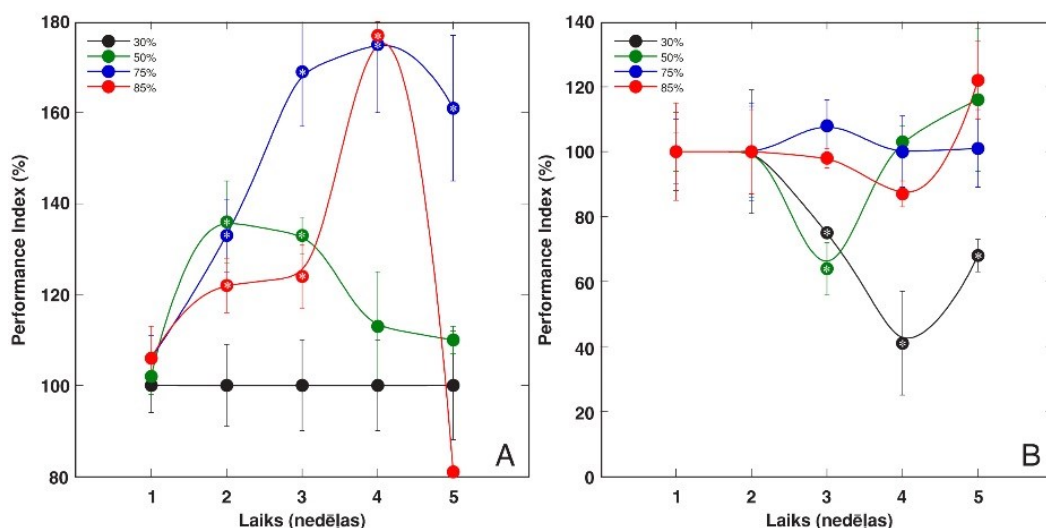 Performance Index (%)
180
160
140
120
100
80
30%
50%
75%
85%
1 2 3 4 5
Laiks (nedēļas)
A
Performance Index (%)
140
120
100
80
60
40
20
0
30%
50%
75%
85%
1 2 3 4 5
Laiks (nedēļas)
B